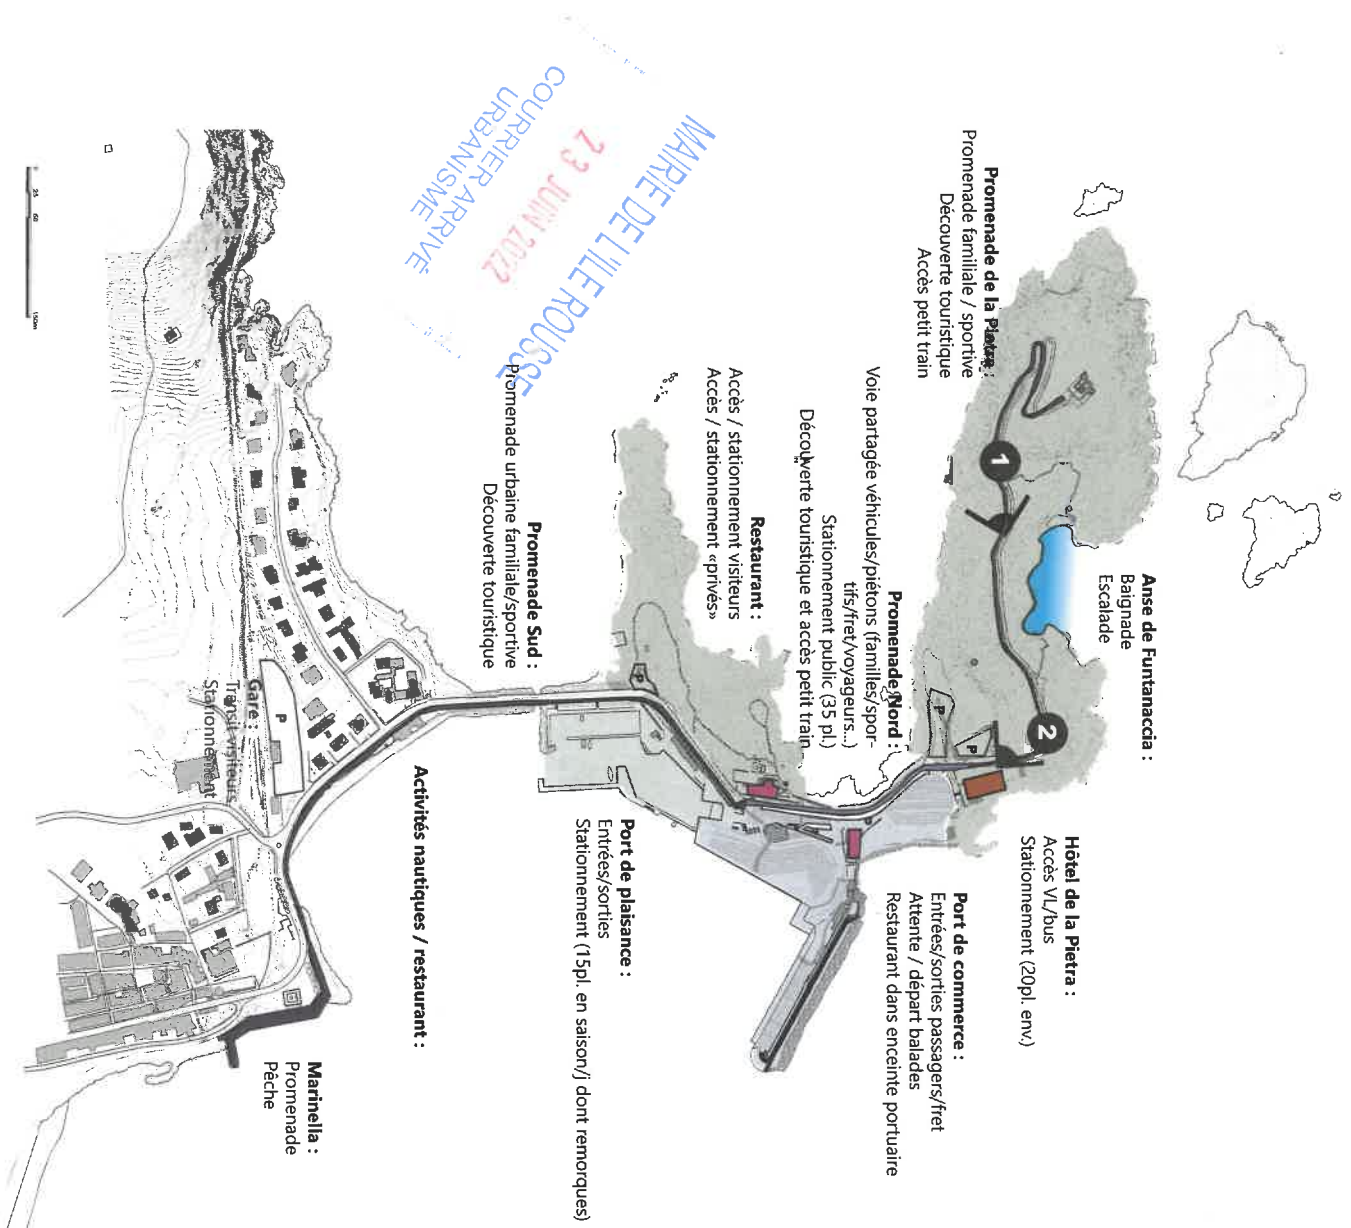 Promenade de la Pietra :
Promenade familiale / sportive
Découverte touristique
Accès petit train
Anse de Funtanaccia :
Baignade
Escalade
1
2
P
P
Promenade Nord :
Voie partagée véhicules/piétons (familles/spor-
tifs/fret/voyageurs...)
Stationnement public (35 pl.)
Découverte touristique et accès petit train
Hôtel de la Pietra :
Accès VL/bus
Stationnement (20pl. env.)
Port de commerce :
Entrées/sorties passagers/fret
Attente / départ balades
Restaurant dans enceinte portuaire
Restaurant :
Accès / stationnement visiteurs
Accès / stationnement «privés»
Port de plaisance :
Entrées/sorties
Stationnement (15pl. en saison/j dont remorques)
Promenade Sud :
Promenade urbaine familiale/sportive
Découverte touristique
Activités nautiques / restaurant :
Gare :
Transit visiteurs
Stationnement
P
Marinella :
Promenade
Pêche
MAIRIE DE L'ILE ROUSSE
23 JUIN 2022
COURRIER ARRIVÉ
URBANISME
0 25 50 150m